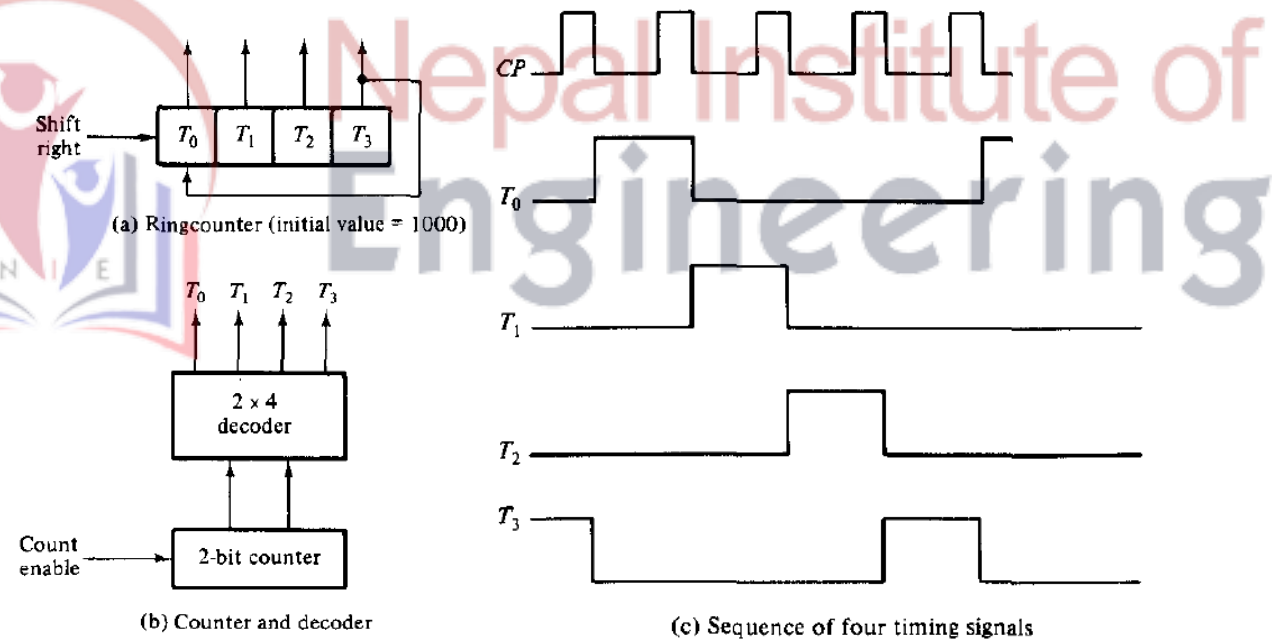 Nepal Institute of
Engineering
N I E
Shift
right
T0 T1 T2 T3
(a) Ringcounter (initial value = 1000)
T0 T1 T2 T3
2 × 4
decoder
Count
enable
2-bit counter
(b) Counter and decoder
CP
T0
T1
T2
T3
(c) Sequence of four timing signals